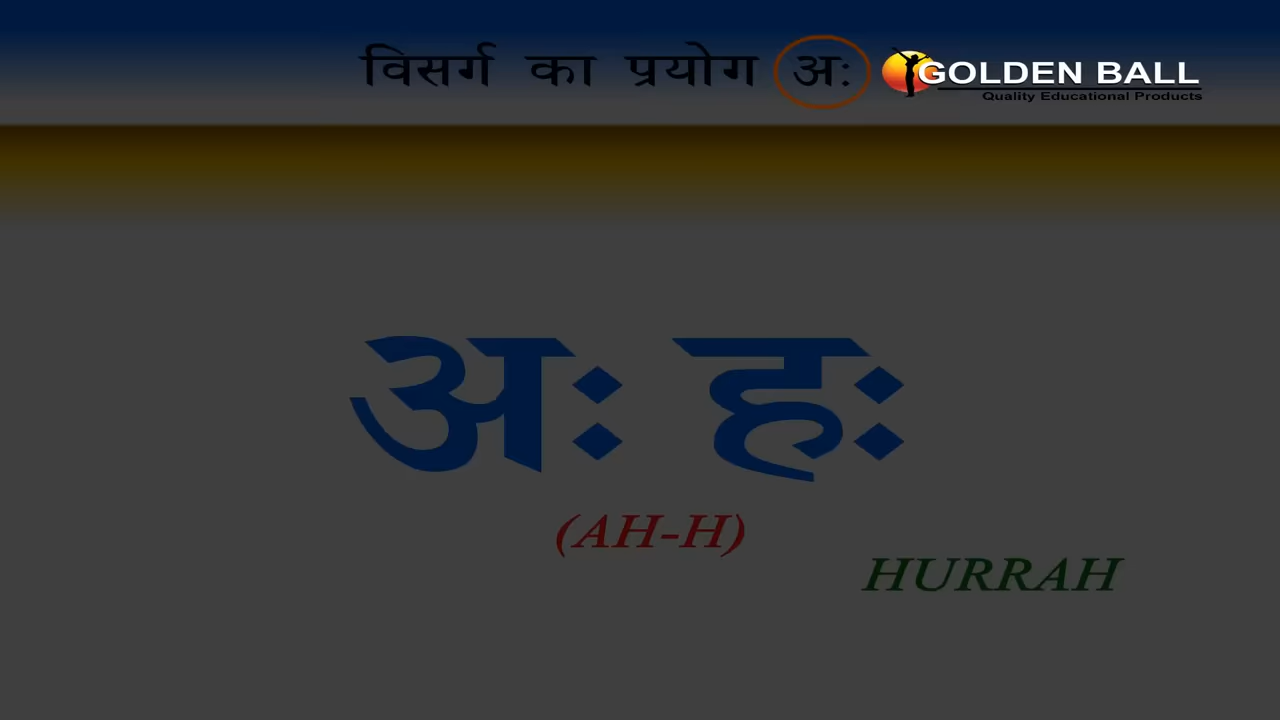 विसर्ग का प्रयोग अः
GOLDEN BALL
Quality Educational Products
अः हः
(AH-H)
HURRAH